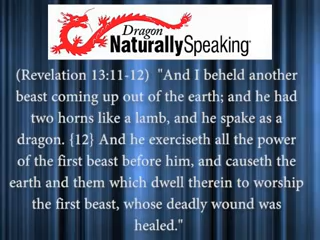 Dragon
NaturallySpeaking®
(Revelation 13:11-12) "And I beheld another
beast coming up out of the earth; and he had
two horns like a lamb, and he spake as a
dragon. {12} And he exerciseth all the power
of the first beast before him, and causeth the
earth and them which dwell therein to worship
the first beast, whose deadly wound was
healed."